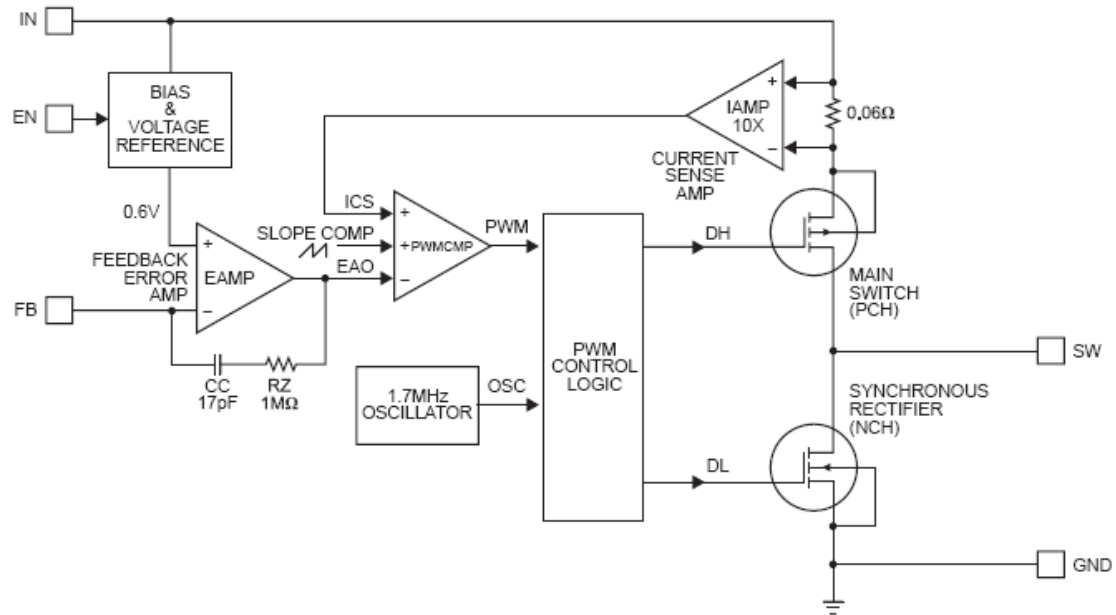 IN
EN
BIAS
&
VOLTAGE
REFERENCE
0.6V
FEEDBACK
ERROR
AMP
+
EAMP
−
FB
CC
17pF
RZ
1MΩ
ICS
SLOPE COMP
EAO
+
+
PWMCMP
−
PWM
+
IAMP
10X
−
CURRENT
SENSE
AMP
0.06Ω
1.7MHz
OSCILLATOR
OSC
PWM
CONTROL
LOGIC
DH
DL
MAIN
SWITCH
(PCH)
SW
SYNCHRONOUS
RECTIFIER
(NCH)
GND